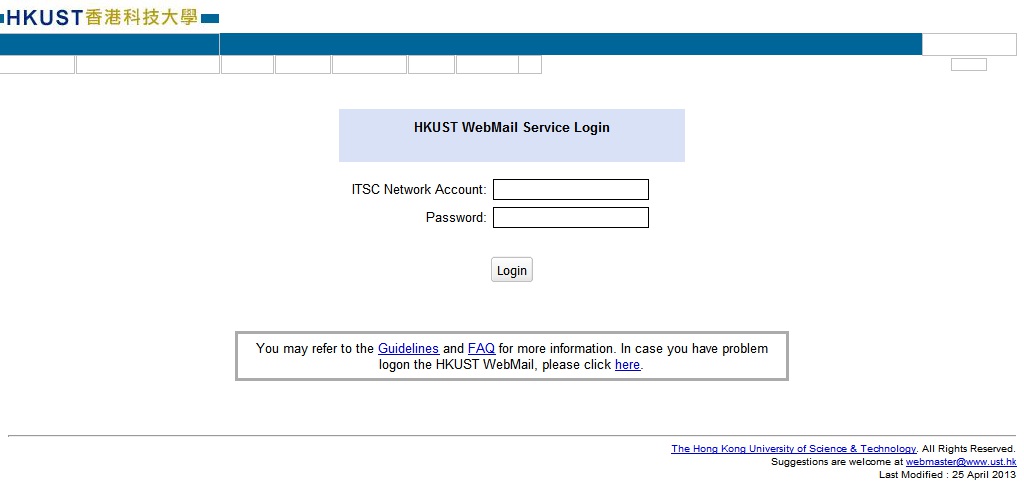 HKUST香港科技大學
HKUST WebMail Service Login
ITSC Network Account:
Password:
Login
You may refer to the Guidelines and FAQ for more information. In case you have problem
logon the HKUST WebMail, please click here.
The Hong Kong University of Science & Technology. All Rights Reserved.
Suggestions are welcome at webmaster@www.ust.hk
Last Modified : 25 April 2013